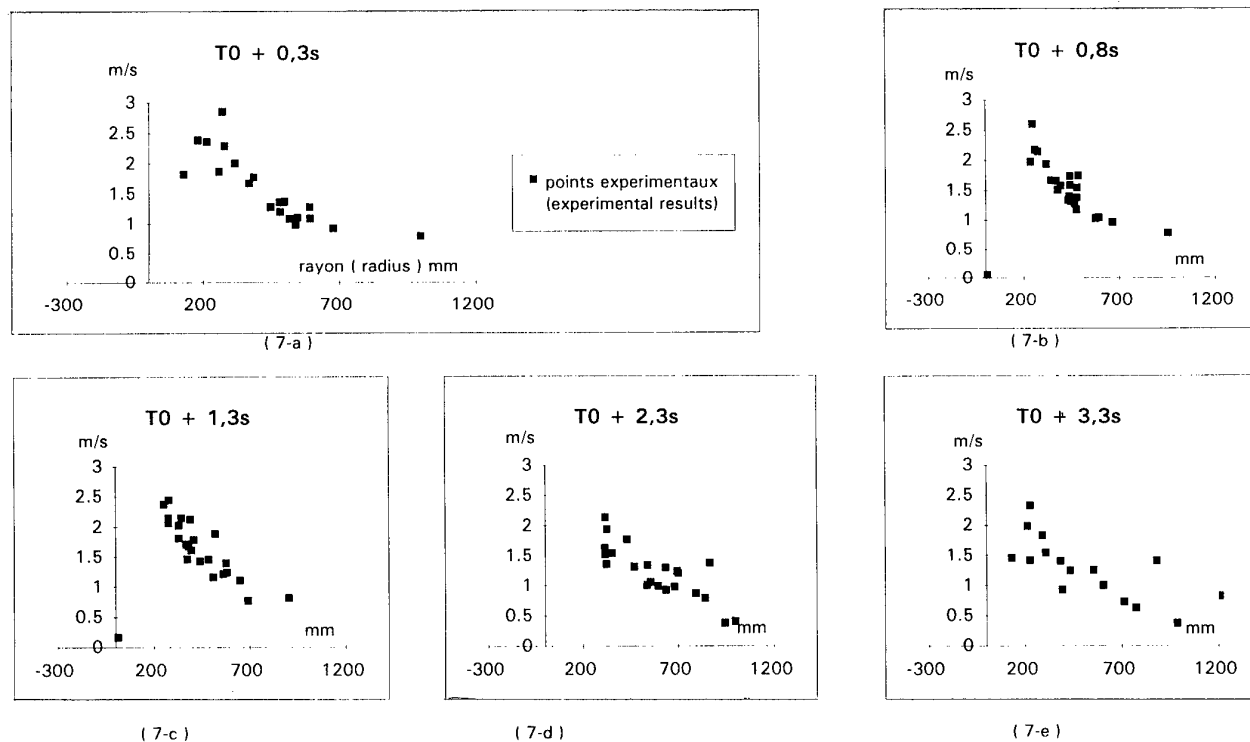 T0 + 0,3s
m/s
3
2.5
2
1.5
1
0.5
0
rayon ( radius ) mm
-300 200 700 1200
points experimentaux
(experimental results)
( 7-a )
T0 + 0,8s
m/s
3
2.5
2
1.5
1
0.5
0
mm
-300 200 700 1200
( 7-b )
T0 + 1,3s
m/s
3
2.5
2
1.5
1
0.5
0
mm
-300 200 700 1200
( 7-c )
T0 + 2,3s
m/s
3
2.5
2
1.5
1
0.5
0
mm
-300 200 700 1200
( 7-d )
T0 + 3,3s
m/s
3
2.5
2
1.5
1
0.5
0
mm
-300 200 700 1200
( 7-e )